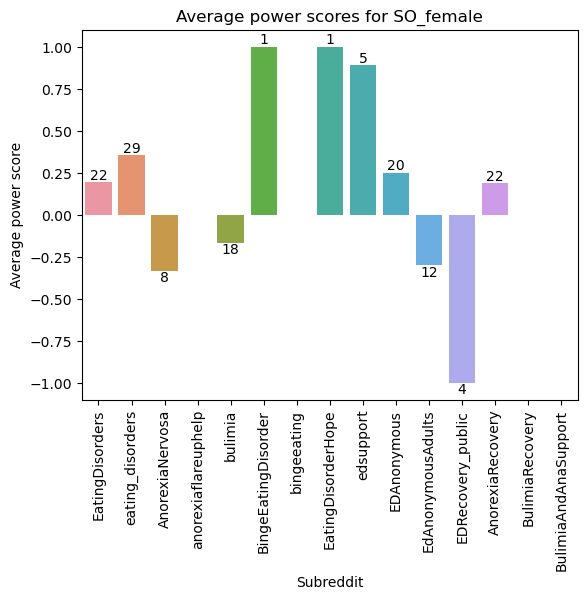 Average power scores for SO_female
Average power score
1.00
0.75
0.50
0.25
0.00
−0.25
−0.50
−0.75
−1.00
22
29
8
18
1
1
5
20
12
4
22
EatingDisorders
eating_disorders
AnorexiaNervosa
anorexiaflareuphelp
bulimia
BingeEatingDisorder
bingeeating
EatingDisorderHope
edsupport
EDAnonymous
EdAnonymousAdults
EDRecovery_public
AnorexiaRecovery
BulimiaRecovery
BulimiaAndAnaSupport
Subreddit